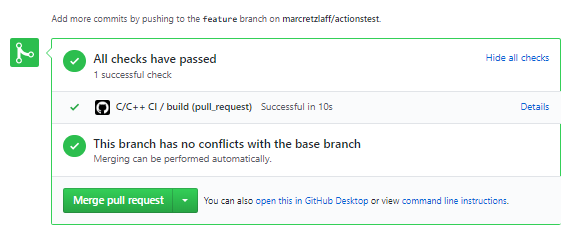 Add more commits by pushing to the feature branch on marcretzlaff/actionstest.
All checks have passed
Hide all checks
1 successful check
C/C++ CI / build (pull_request) Successful in 10s
Details
This branch has no conflicts with the base branch
Merging can be performed automatically.
Merge pull request
You can also open this in GitHub Desktop or view command line instructions.